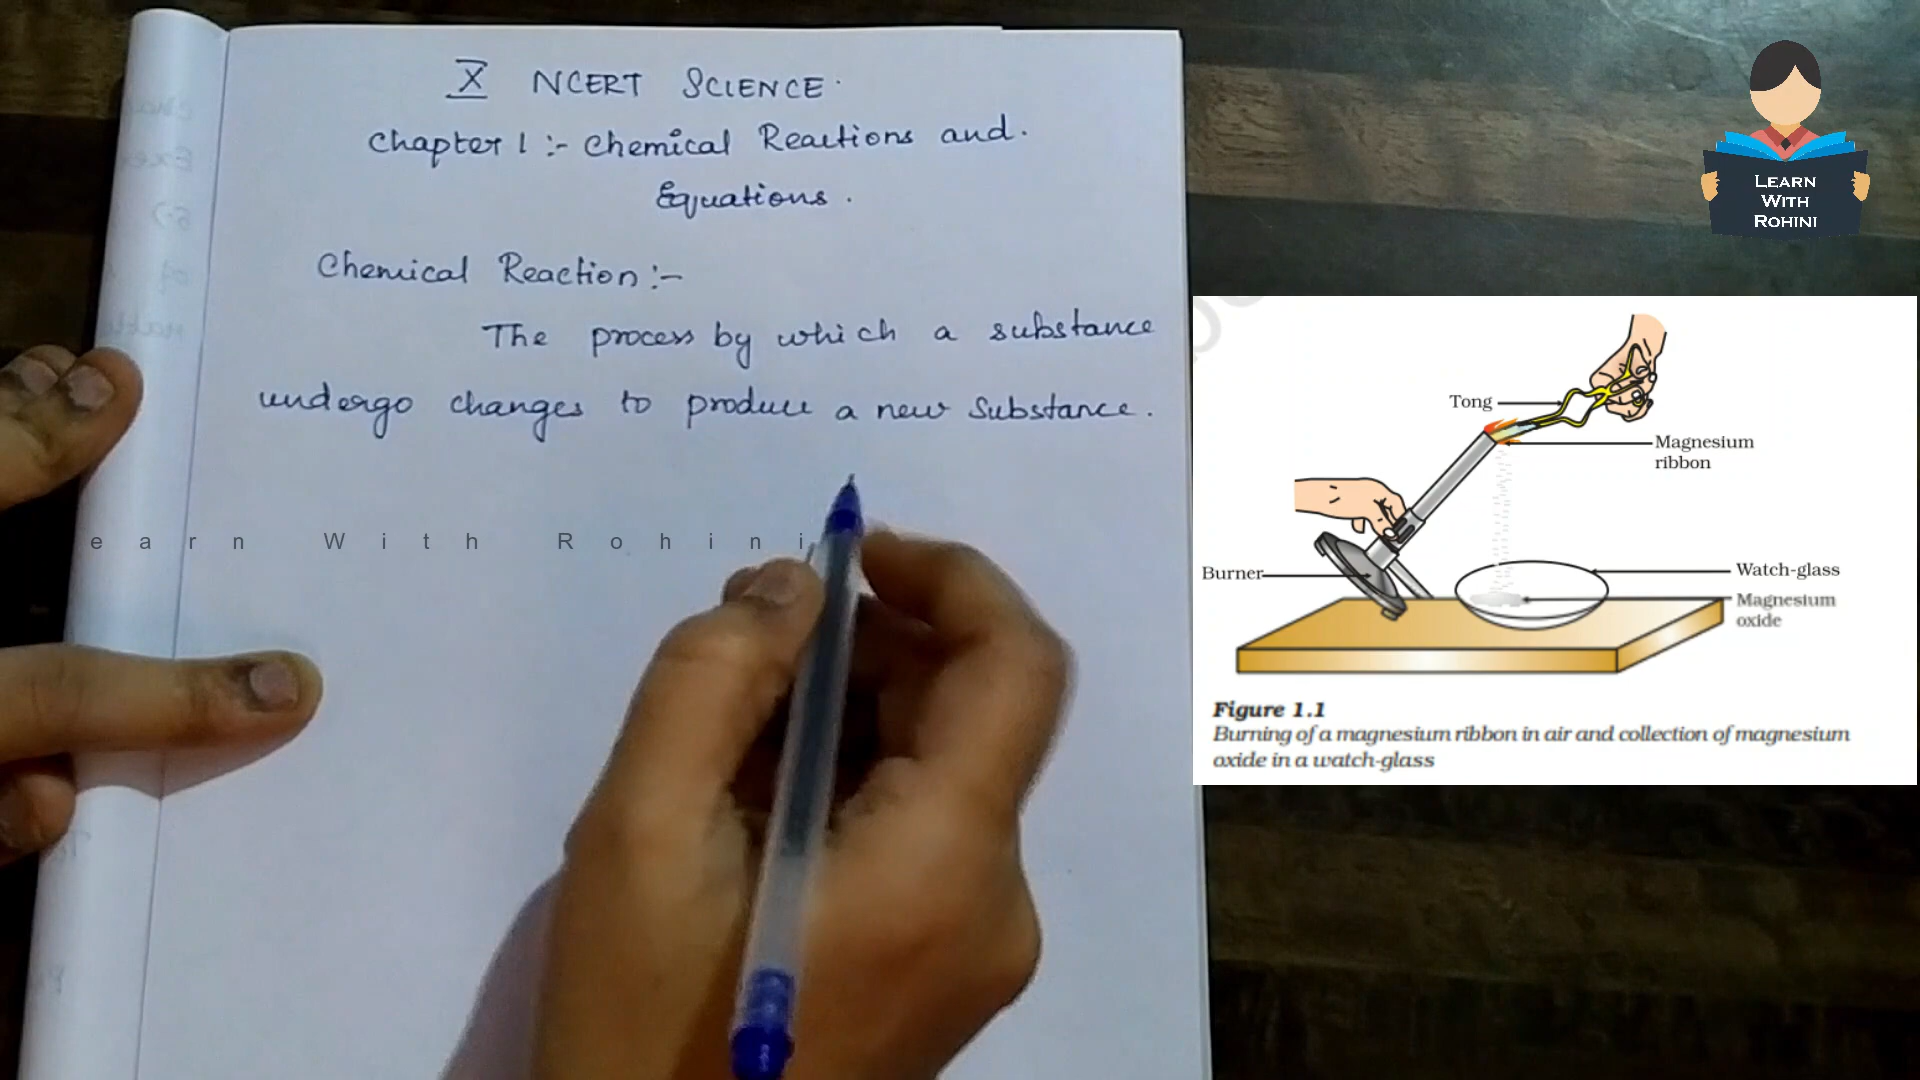 X NCERT SCIENCE.
Chapter 1 :- Chemical Reactions and.
Equations.
Chemical Reaction :-
The process by which a substance
undergo changes to produce a new substance.
earn With Rohini
LEARN
WITH
ROHINI
Tong
Magnesium
ribbon
Burner
Watch-glass
Magnesium
oxide
Figure 1.1
Burning of a magnesium ribbon in air and collection of magnesium
oxide in a watch-glass